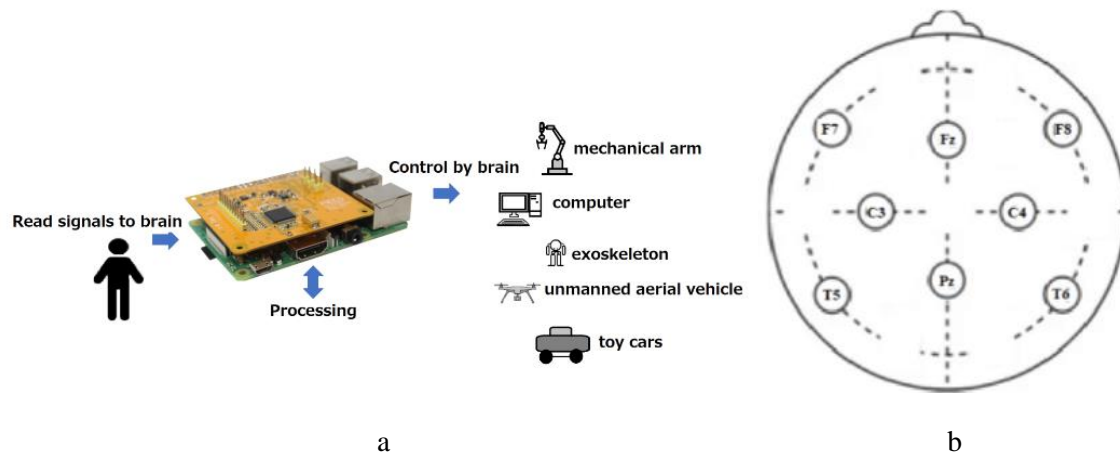 Read signals to brain
Processing
Control by brain
mechanical arm
computer
exoskeleton
unmanned aerial vehicle
toy cars
a
F7
Fz
F8
C3
C4
T5
Pz
T6
b